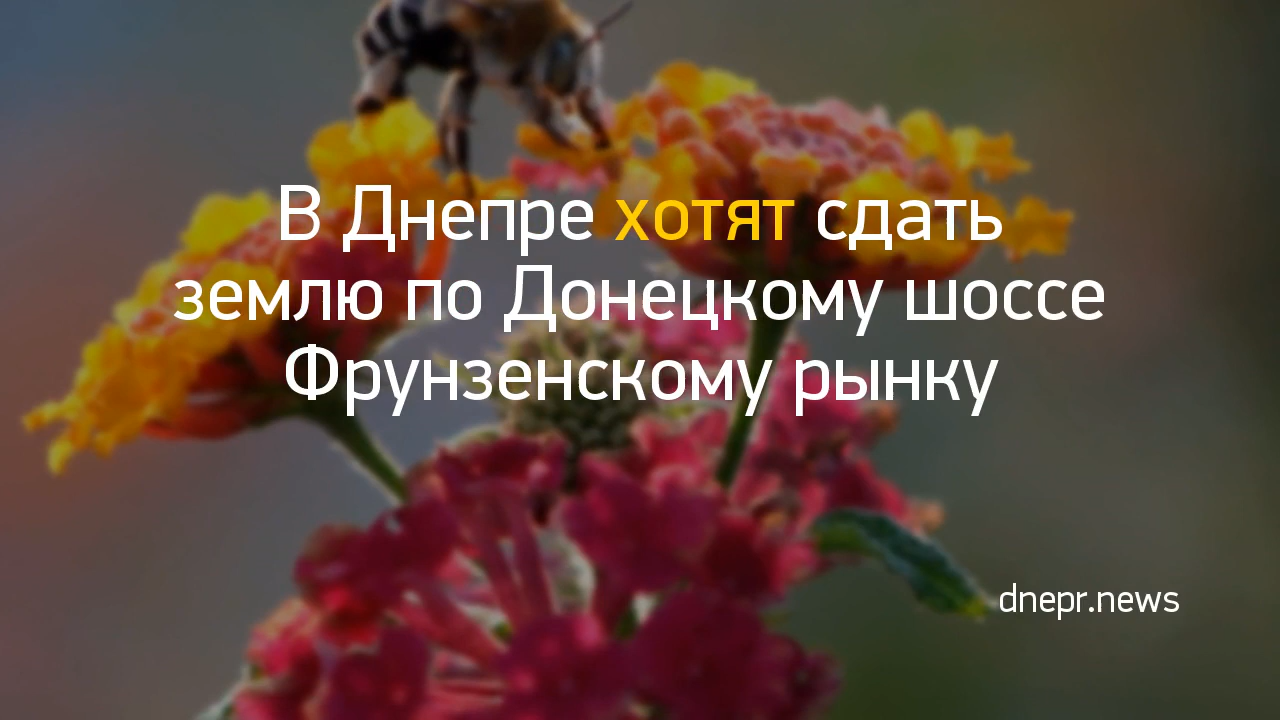 В Днепре хотят сдать
землю по Донецкому шоссе
Фрунзенскому рынку
dnepr.news